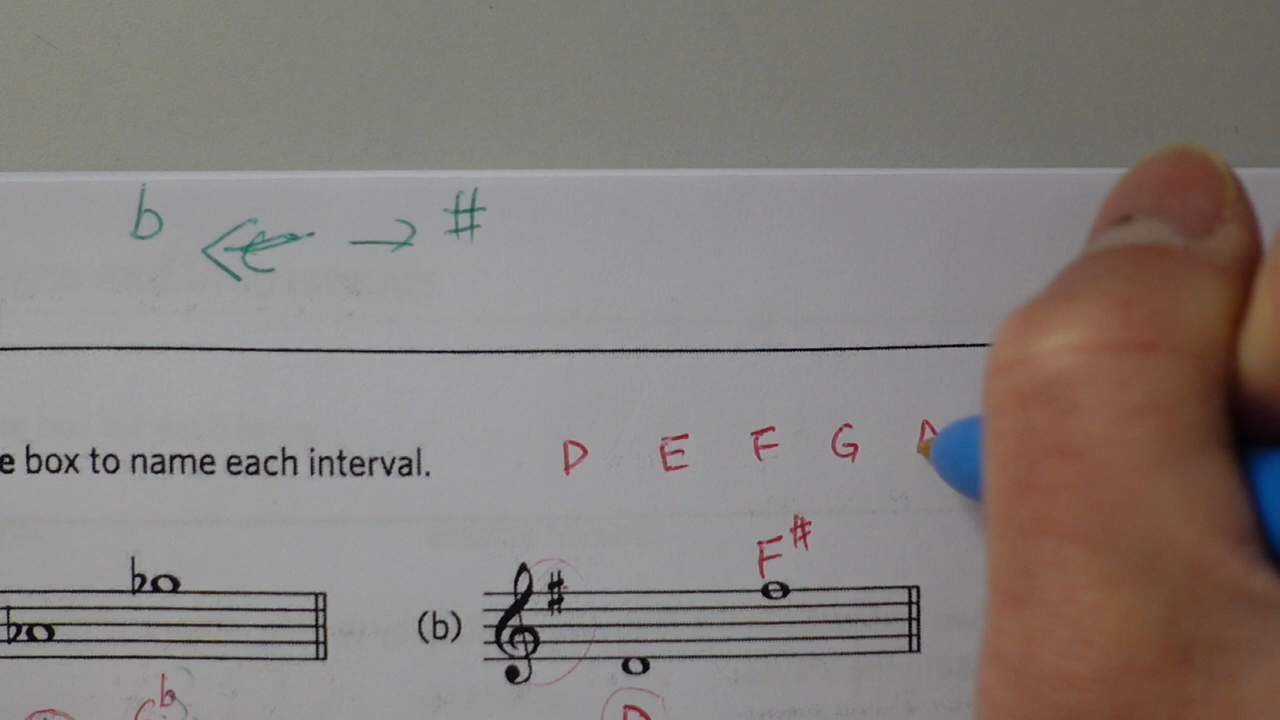 b #
e box to name each interval. D E F G A
F#
(b)
b
D